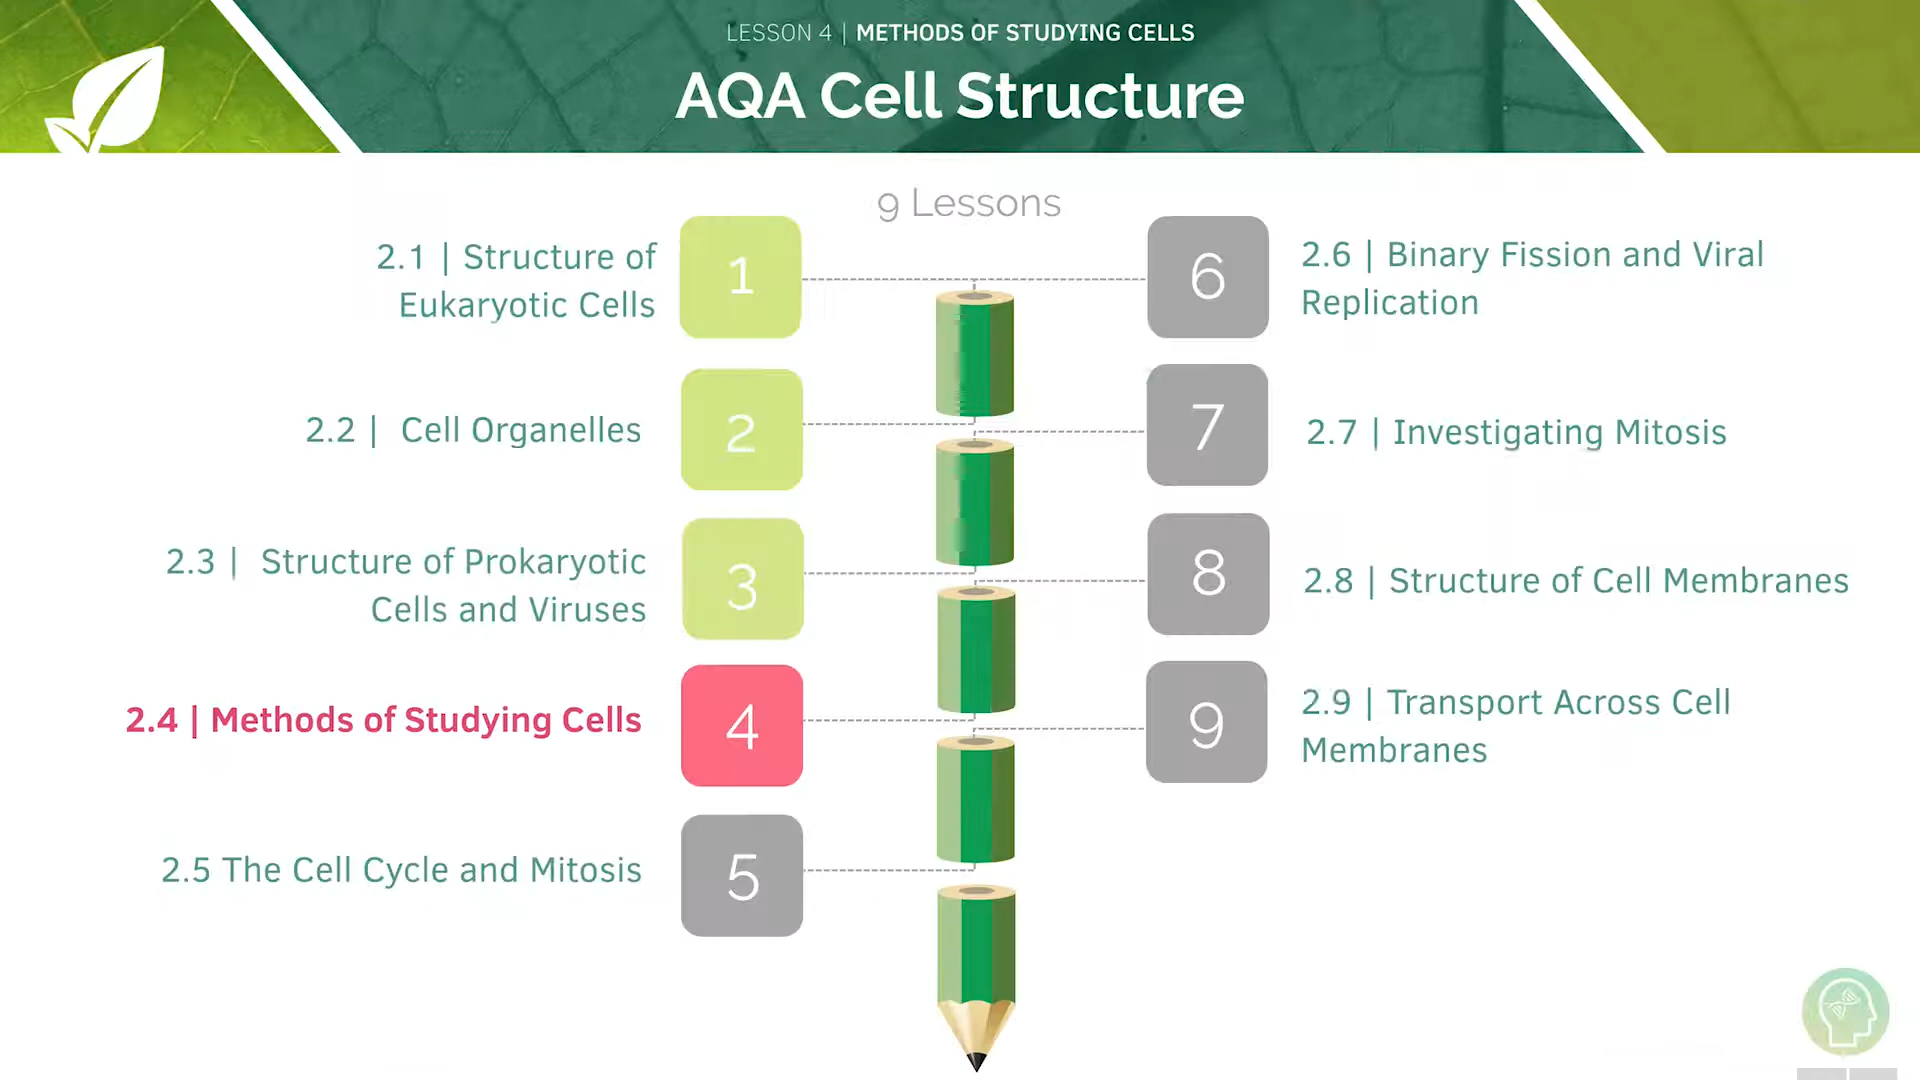 LESSON 4 | METHODS OF STUDYING CELLS
AQA Cell Structure
9 Lessons
2.1 | Structure of
Eukaryotic Cells
1
2.2 | Cell Organelles
2
2.3 | Structure of Prokaryotic
Cells and Viruses
3
2.4 | Methods of Studying Cells
4
2.5 The Cell Cycle and Mitosis
5
6
2.6 | Binary Fission and Viral
Replication
7
2.7 | Investigating Mitosis
8
2.8 | Structure of Cell Membranes
9
2.9 | Transport Across Cell
Membranes